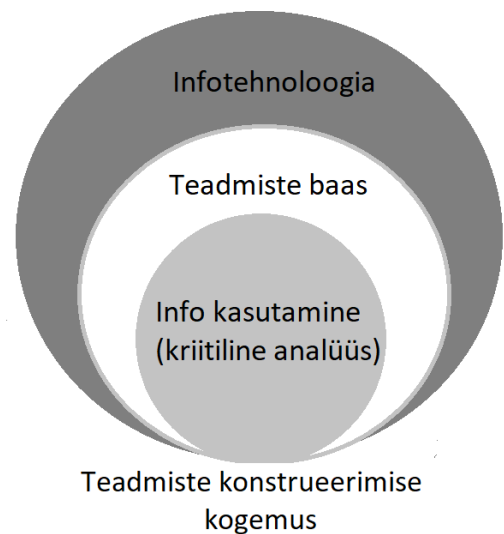 Infotehnoloogia
Teadmiste baas
Info kasutamine
(kriitiline analüüs)
Teadmiste konstrueerimise
kogemus